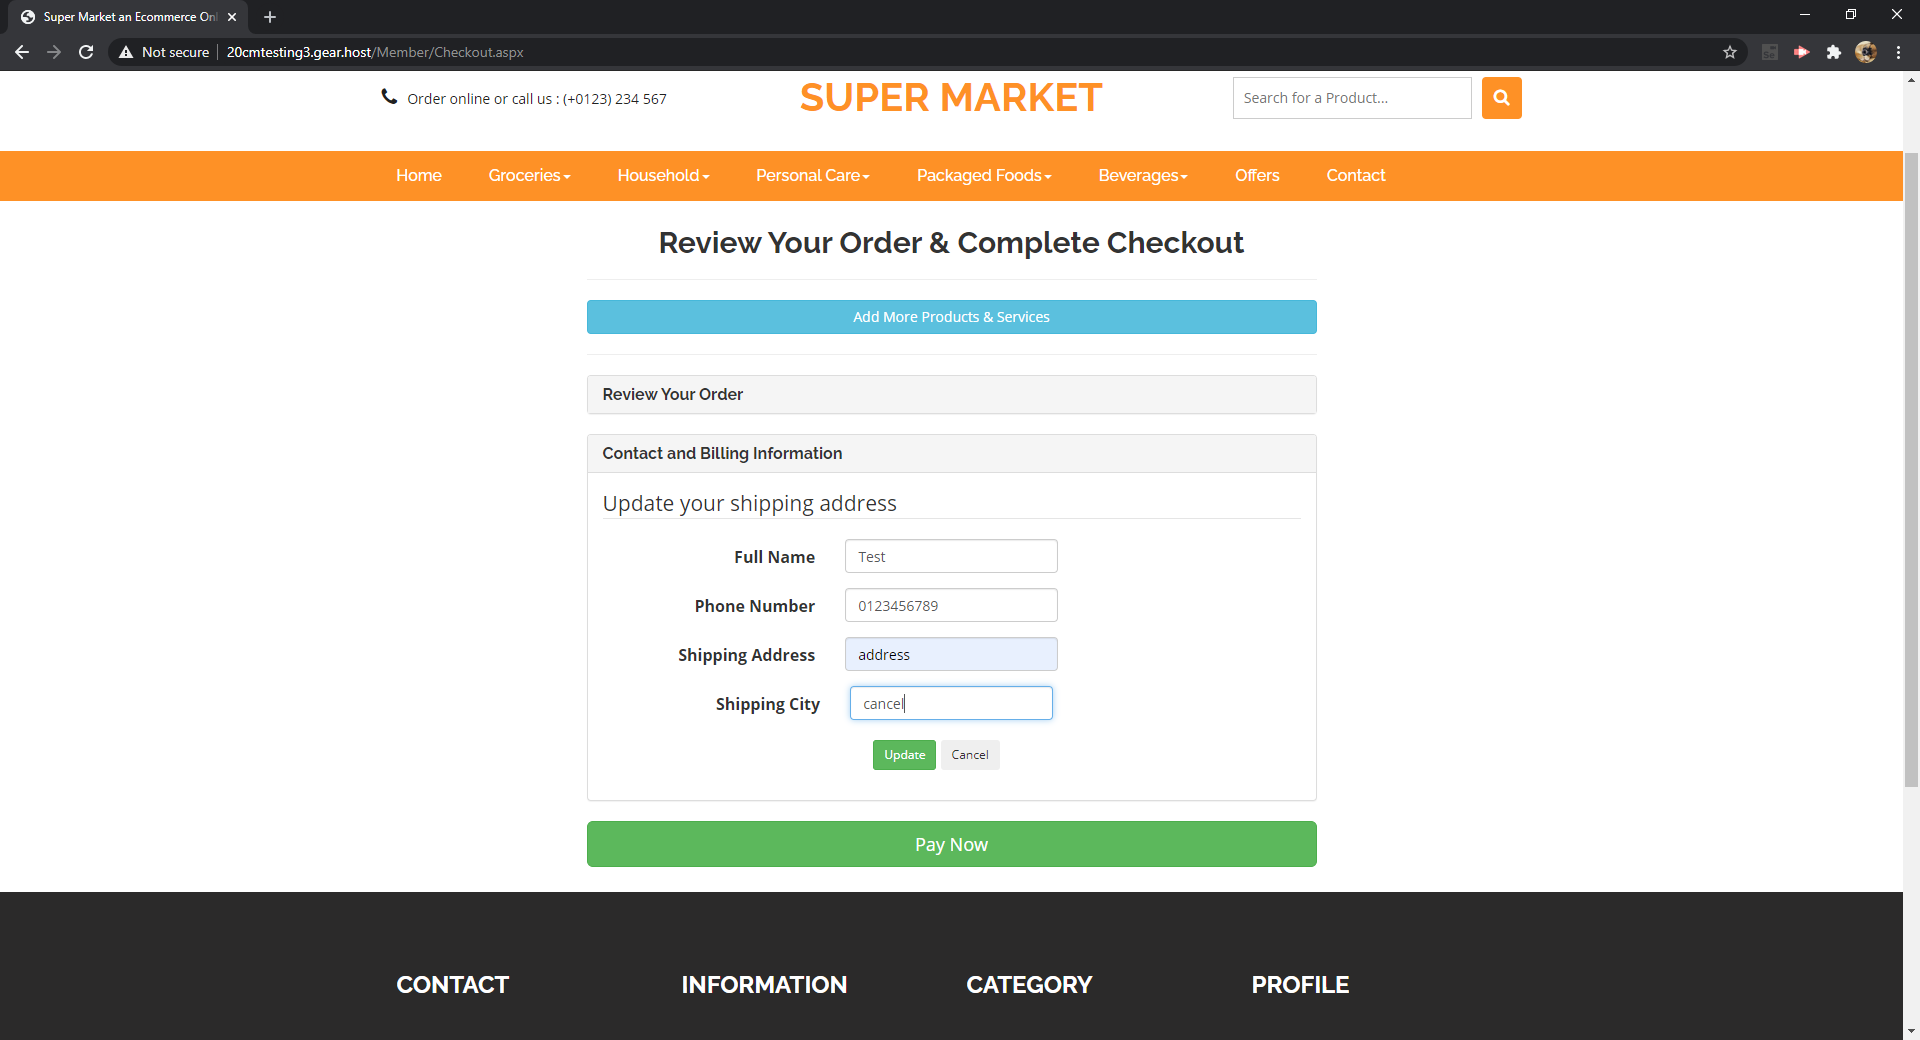 Super Market an Ecommerce Onl
Not secure
20cmtesting3.gear.host/Member/Checkout.aspx
Order online or call us : (+0123) 234 567
SUPER MARKET
Search for a Product...
Home
Groceries
Household
Personal Care
Packaged Foods
Beverages
Offers
Contact
Review Your Order & Complete Checkout
Add More Products & Services
Review Your Order
Contact and Billing Information
Update your shipping address
Full Name
Test
Phone Number
0123456789
Shipping Address
address
Shipping City
cancel
Update
Cancel
Pay Now
CONTACT
INFORMATION
CATEGORY
PROFILE